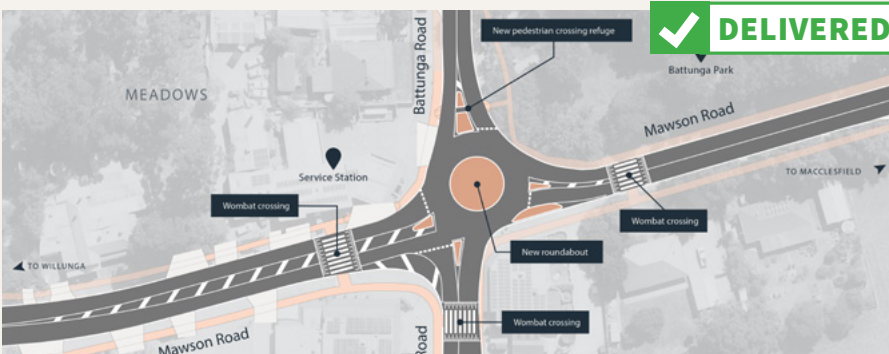 DELIVERED
New pedestrian crossing refuge
Battunga Road
Battunga Park
MEADOWS
Mawson Road
Service Station
TO MACCLESFIELD
Wombat crossing
Wombat crossing
New roundabout
TO WILLUNGA
Wombat crossing
Mawson Road
Road